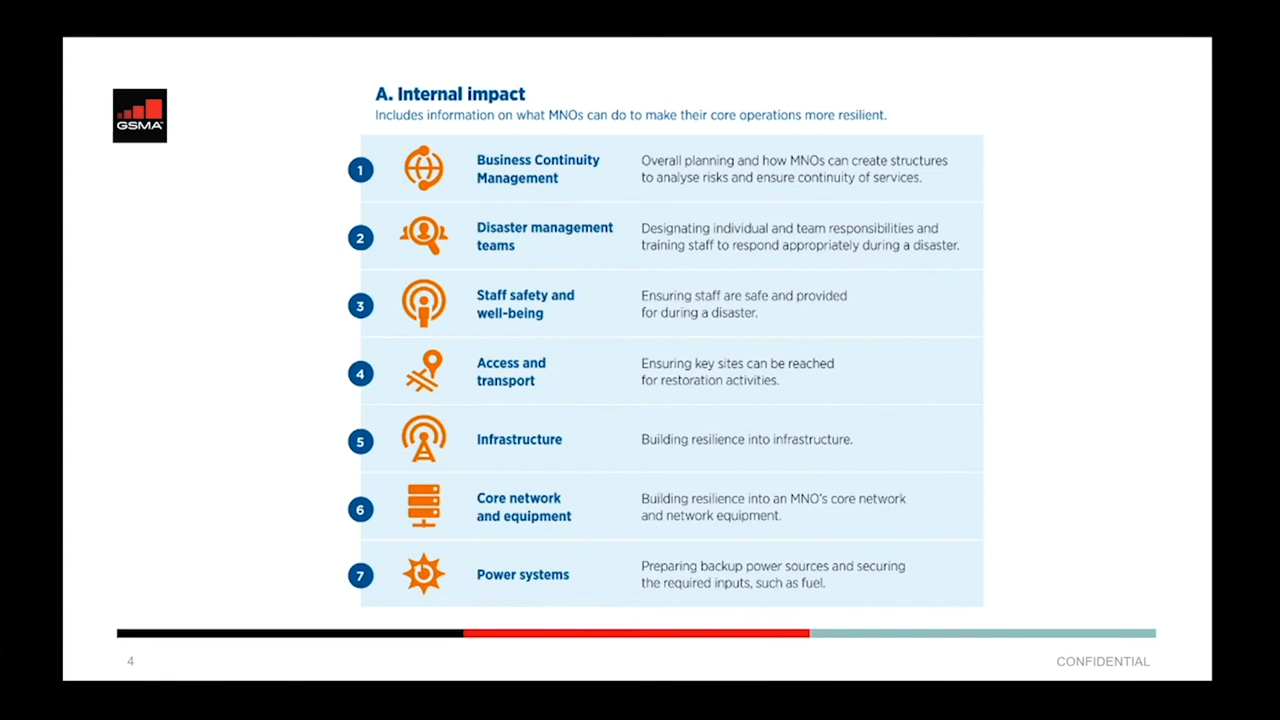 GSMA™
A. Internal impact
Includes information on what MNOs can do to make their core operations more resilient.
1
Business Continuity
Management
Overall planning and how MNOs can create structures
to analyse risks and ensure continuity of services.
2
Disaster management
teams
Designating individual and team responsibilities and
training staff to respond appropriately during a disaster.
3
Staff safety and
well-being
Ensuring staff are safe and provided
for during a disaster.
4
Access and
transport
Ensuring key sites can be reached
for restoration activities.
5
Infrastructure
Building resilience into infrastructure.
6
Core network
and equipment
Building resilience into an MNO’s core network
and network equipment.
7
Power systems
Preparing backup power sources and securing
the required inputs, such as fuel.
4
CONFIDENTIAL